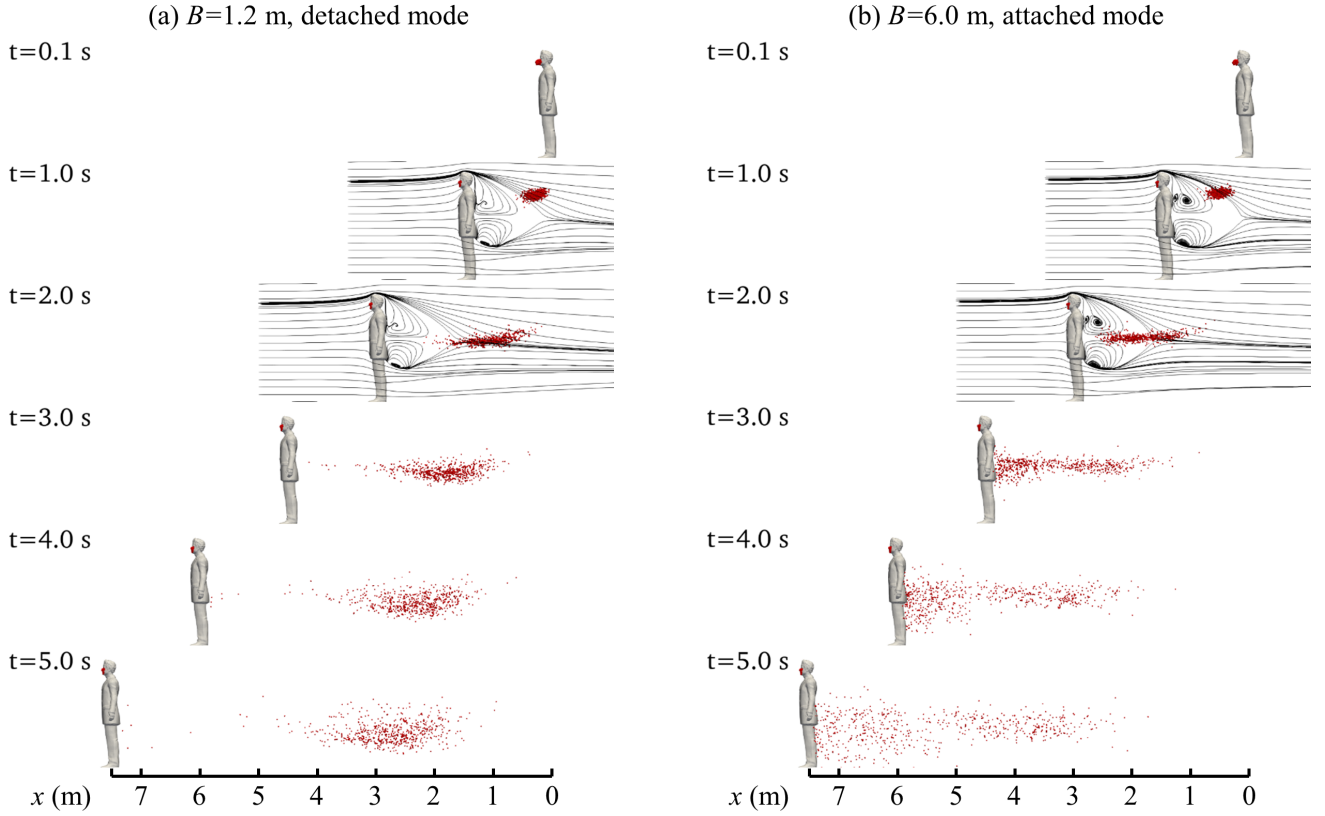 (a) B=1.2 m, detached mode
(b) B=6.0 m, attached mode
t=0.1 s
t=0.1 s
t=1.0 s
t=1.0 s
t=2.0 s
t=2.0 s
t=3.0 s
t=3.0 s
t=4.0 s
t=4.0 s
t=5.0 s
t=5.0 s
x (m) 7 6 5 4 3 2 1 0
x (m) 7 6 5 4 3 2 1 0